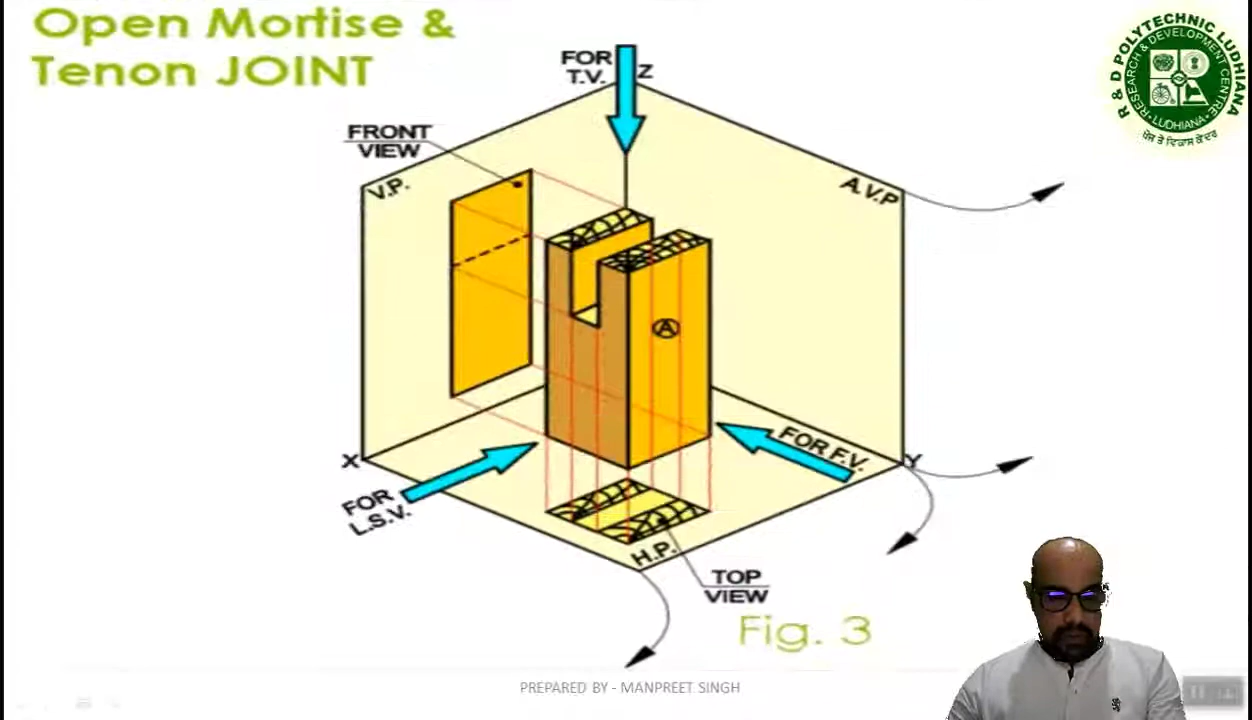 Open Mortise &
Tenon JOINT
FOR
T.V.
Z
FRONT
VIEW
V.P.
A.V.P
A
X
Y
FOR F.V.
FOR
L.S.V.
H.P.
TOP
VIEW
Fig. 3
PREPARED BY - MANPREET SINGH
R & D POLYTECHNIC LUDHIANA
RESEARCH & DEVELOPMENT CENTRE
LUDHIANA